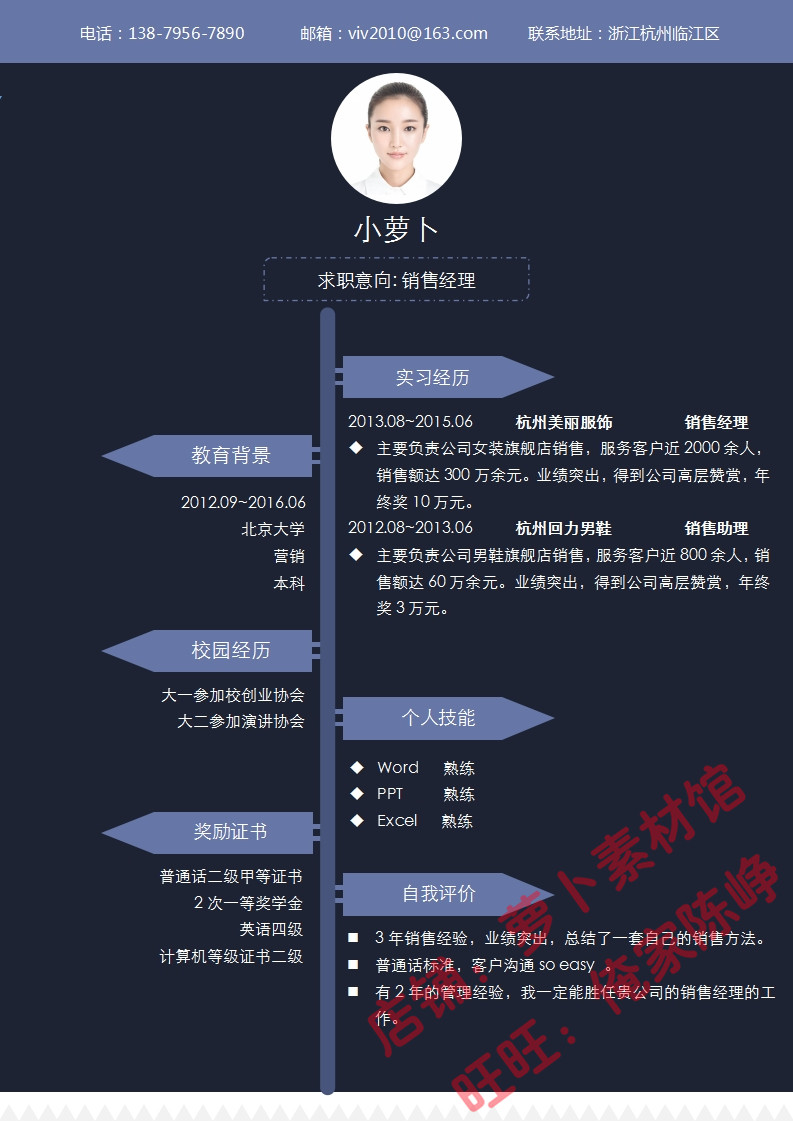 电话：138-7956-7890 邮箱：viv2010@163.com 联系地址：浙江杭州临江区
小萝卜
求职意向: 销售经理
实习经历
2013.08~2015.06 杭州美丽服饰 销售经理
◆ 主要负责公司女装旗舰店销售，服务客户近 2000 余人，
销售额达 300 万余元。业绩突出，得到公司高层赞赏，年
终奖 10 万元。
2012.08~2013.06 杭州回力男鞋 销售助理
◆ 主要负责公司男鞋旗舰店销售，服务客户近 800 余人，销
售额达 60 万余元。业绩突出，得到公司高层赞赏，年终
奖 3 万元。
教育背景
2012.09~2016.06
北京大学
营销
本科
校园经历
大一参加校创业协会
大二参加演讲协会
个人技能
◆ Word 熟练
◆ PPT 熟练
◆ Excel 熟练
奖励证书
普通话二级甲等证书
2 次一等奖学金
英语四级
计算机等级证书二级
自我评价
■ 3 年销售经验，业绩突出，总结了一套自己的销售方法。
■ 普通话标准，客户沟通 so easy 。
■ 有 2 年的管理经验，我一定能胜任贵公司的销售经理的工
作。
店铺：萝卜素材馆
旺旺：俺家陈峥